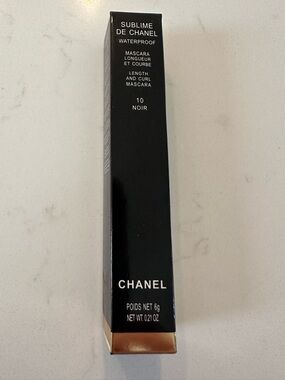 SUBLIME
DE CHANEL
WATERPROOF
MASCARA
LONGUEUR
ET COURBE
LENGTH
AND CURL
MASCARA
10
NOIR
CHANEL
POIDS NET 6g
NET WT 0.21 OZ